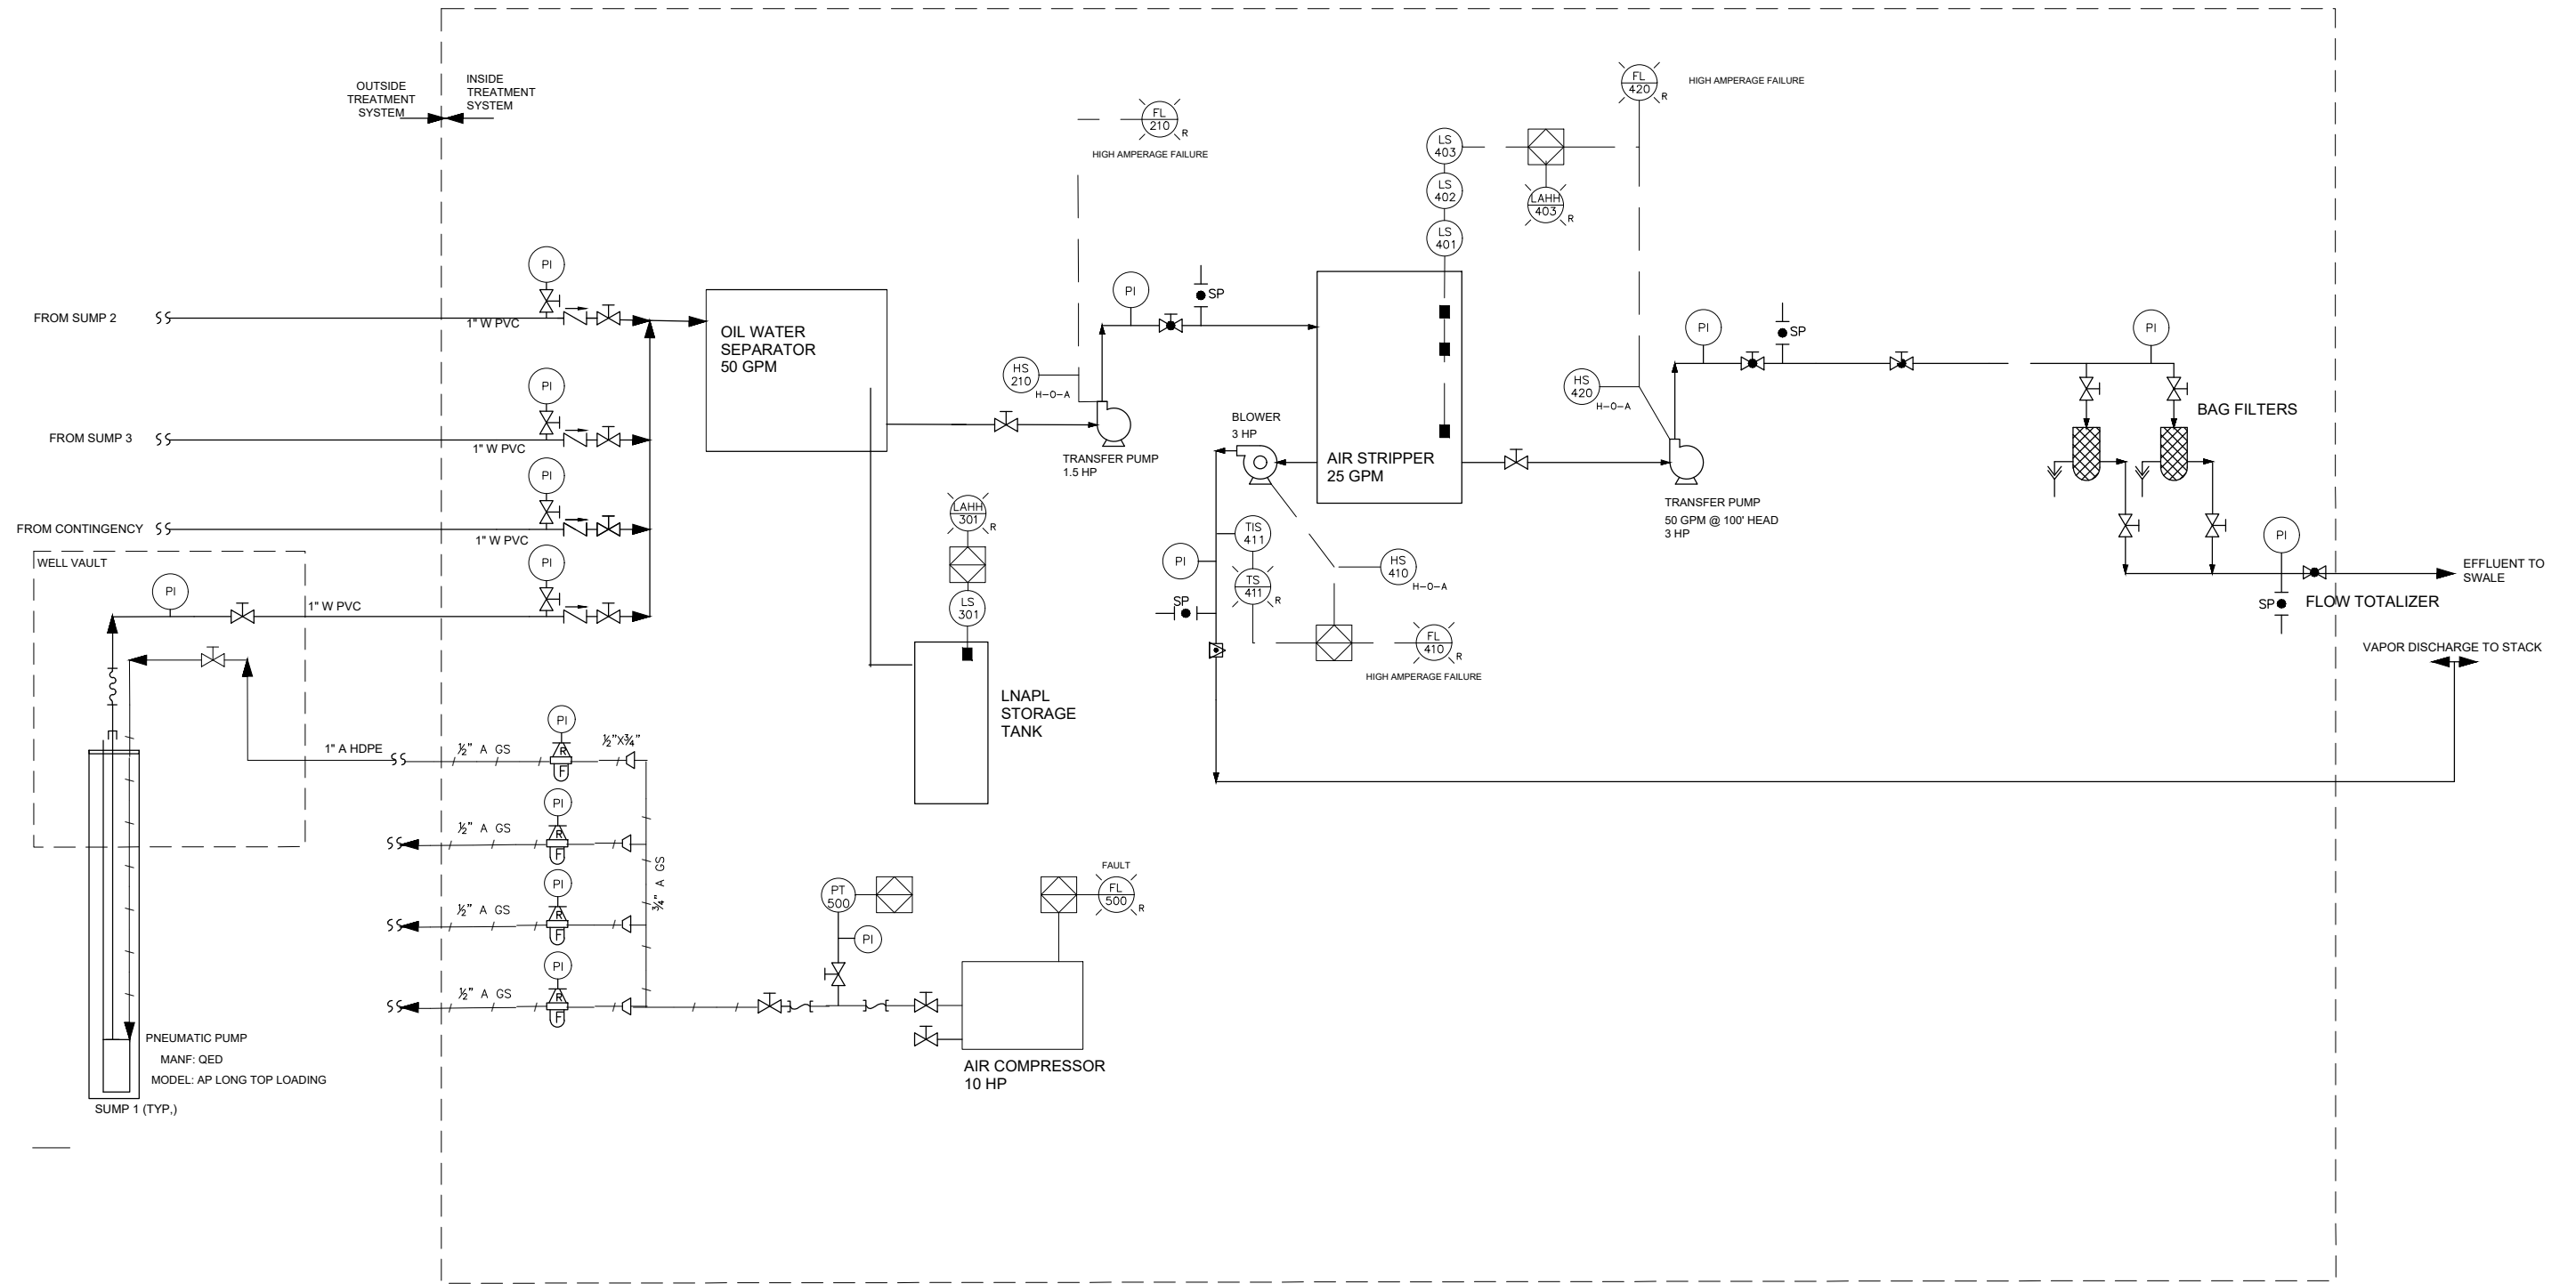 OUTSIDE
TREATMENT
SYSTEM
INSIDE
TREATMENT
SYSTEM
FL
210
R
HIGH AMPERAGE FAILURE
FL
420
R
HIGH AMPERAGE FAILURE
LS
403
LS
402
LS
401
LAHH
403
R
PI
FROM SUMP 2
1" W PVC
PI
FROM SUMP 3
1" W PVC
PI
FROM CONTINGENCY
1" W PVC
PI
WELL VAULT
PI
1" W PVC
OIL WATER
SEPARATOR
50 GPM
HS
210
H-O-A
PI
SP
TRANSFER PUMP
1.5 HP
BLOWER
3 HP
AIR STRIPPER
25 GPM
HS
420
H-O-A
PI
SP
TRANSFER PUMP
50 GPM @ 100' HEAD
3 HP
PI
BAG FILTERS
PI
EFFLUENT TO
SWALE
SP
FLOW TOTALIZER
VAPOR DISCHARGE TO STACK
LAHH
301
R
LS
301
LNAPL
STORAGE
TANK
PI
SP
TIS
411
TS
411
R
HS
410
H-O-A
FL
410
R
HIGH AMPERAGE FAILURE
1" A HDPE
½" A GS
PI
R
F
½"X¾"
½" A GS
PI
R
F
¾" A GS
½" A GS
PI
R
F
½" A GS
PI
R
F
PT
500
PI
FAULT
FL
500
R
AIR COMPRESSOR
10 HP
PNEUMATIC PUMP
MANF: QED
MODEL: AP LONG TOP LOADING
SUMP 1 (TYP,)